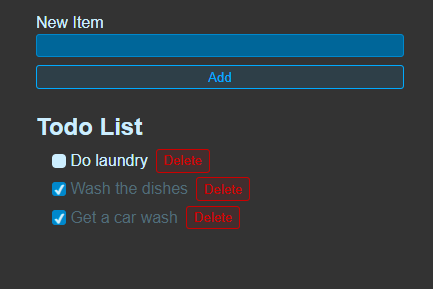 New Item
Add
Todo List
Do laundry Delete
Wash the dishes Delete
Get a car wash Delete